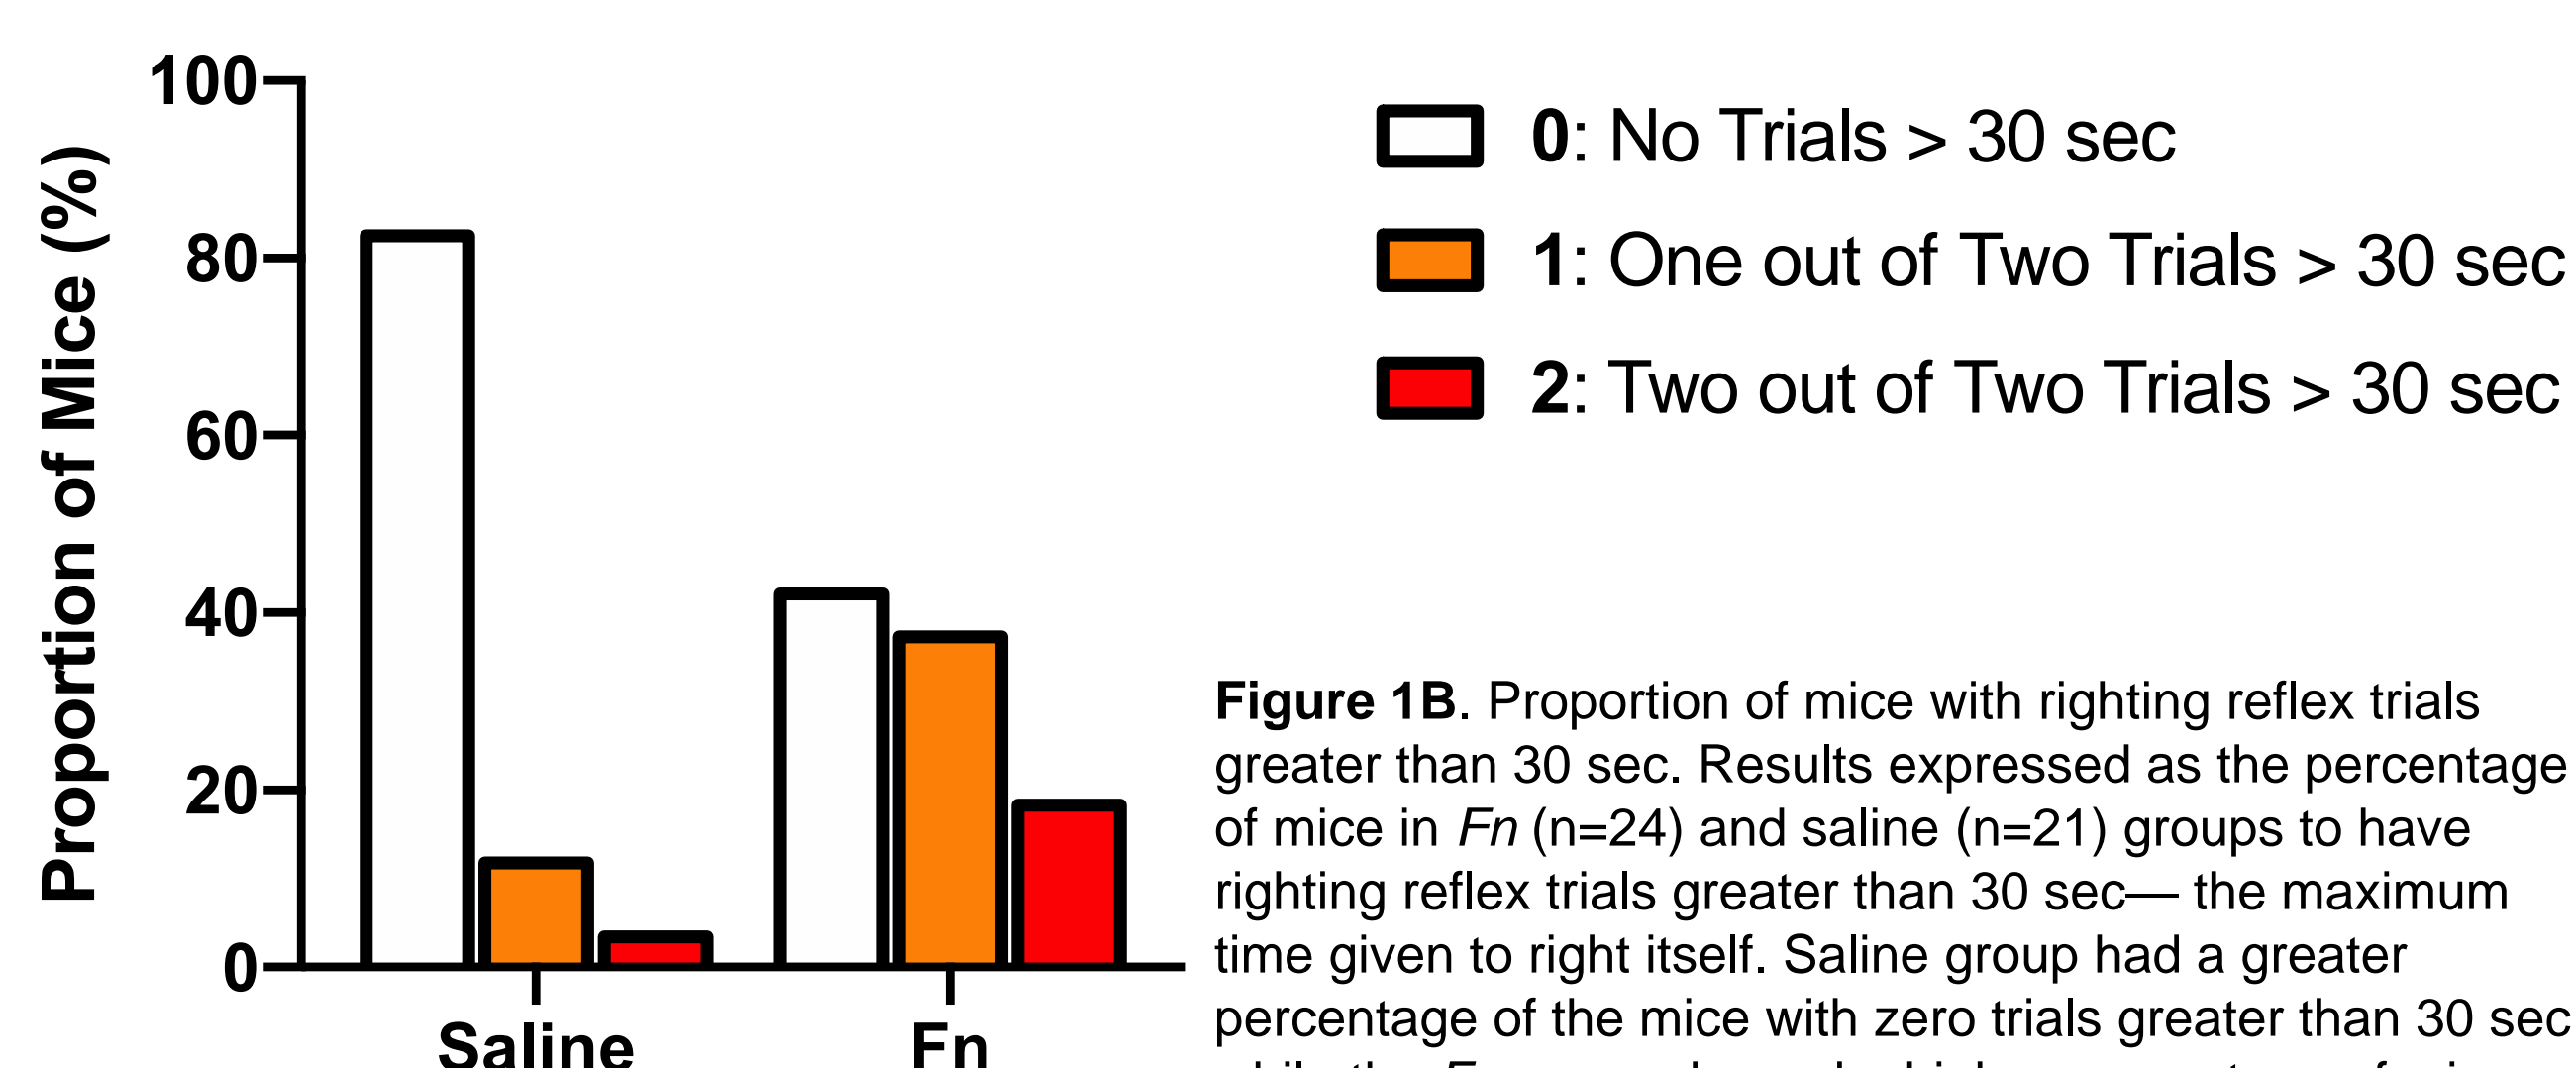 100
80
60
40
20
0
Proportion of Mice (%)
Saline
Fn
0: No Trials > 30 sec
1: One out of Two Trials > 30 sec
2: Two out of Two Trials > 30 sec
Figure 1B. Proportion of mice with righting reflex trials
greater than 30 sec. Results expressed as the percentage
of mice in Fn (n=24) and saline (n=21) groups to have
righting reflex trials greater than 30 sec— the maximum
time given to right itself. Saline group had a greater
percentage of the mice with zero trials greater than 30 sec